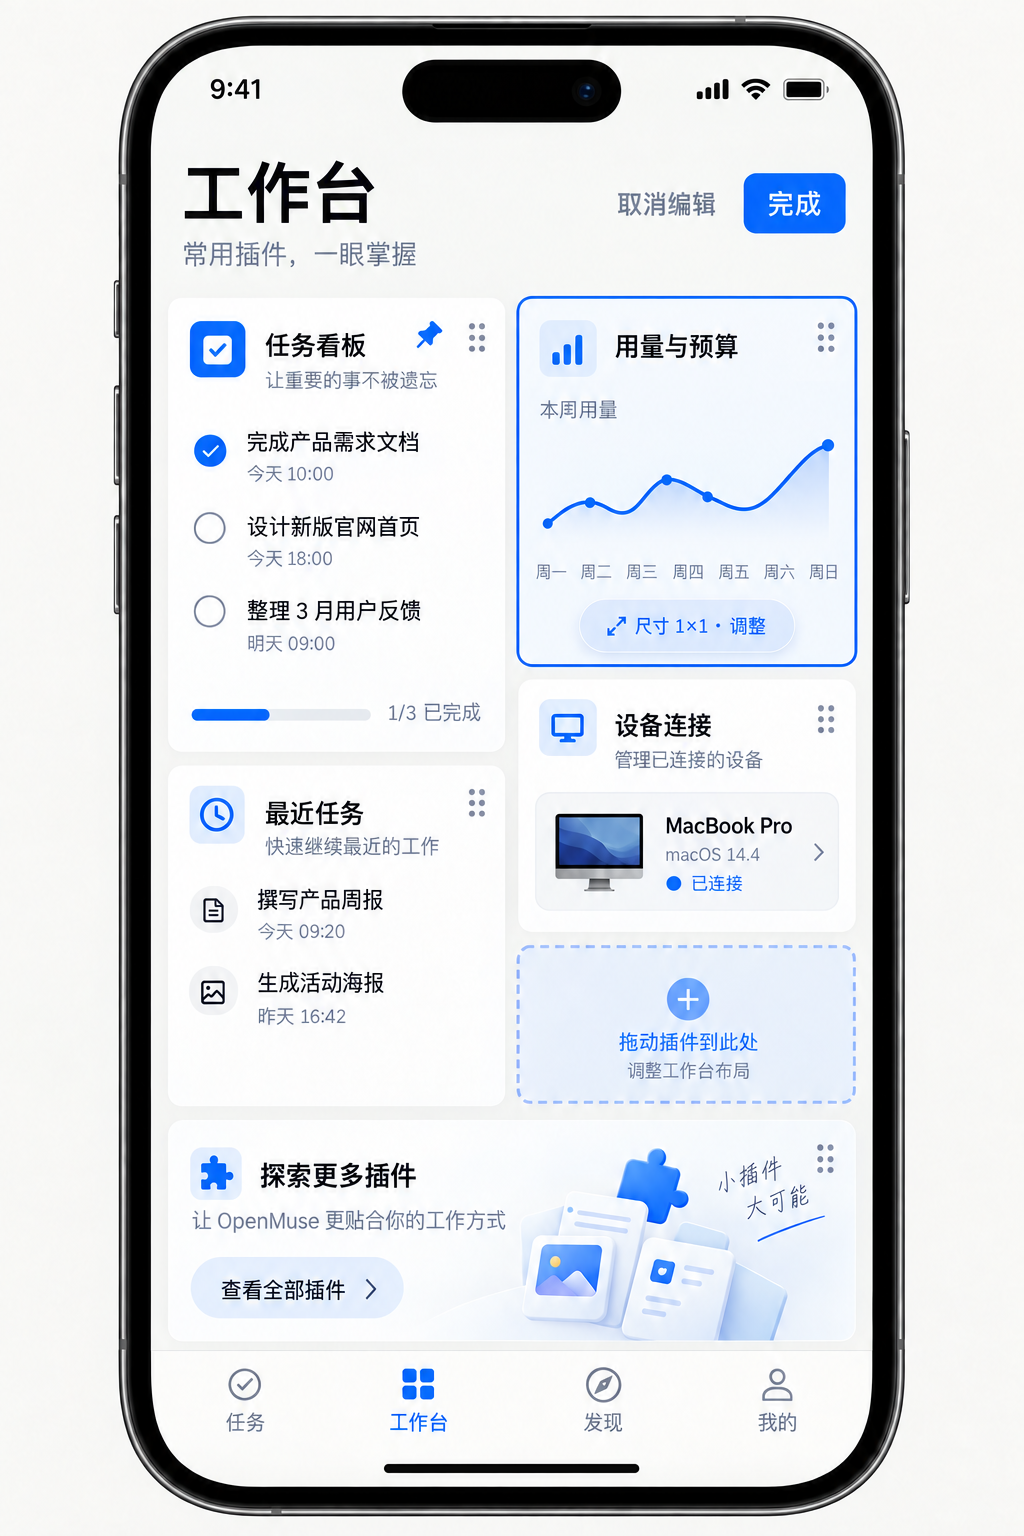 9:41
工作台
常用插件，一眼掌握
取消编辑
完成
任务看板
让重要的事不被遗忘
完成产品需求文档
今天 10:00
设计新版官网首页
今天 18:00
整理 3 月用户反馈
明天 09:00
1/3 已完成
用量与预算
本周用量
周一 周二 周三 周四 周五 周六 周日
尺寸 1×1 · 调整
设备连接
管理已连接的设备
MacBook Pro
macOS 14.4
已连接
最近任务
快速继续最近的工作
撰写产品周报
今天 09:20
生成活动海报
昨天 16:42
拖动插件到此处
调整工作台布局
探索更多插件
让 OpenMuse 更贴合你的工作方式
查看全部插件
小插件
大可能
任务
工作台
发现
我的